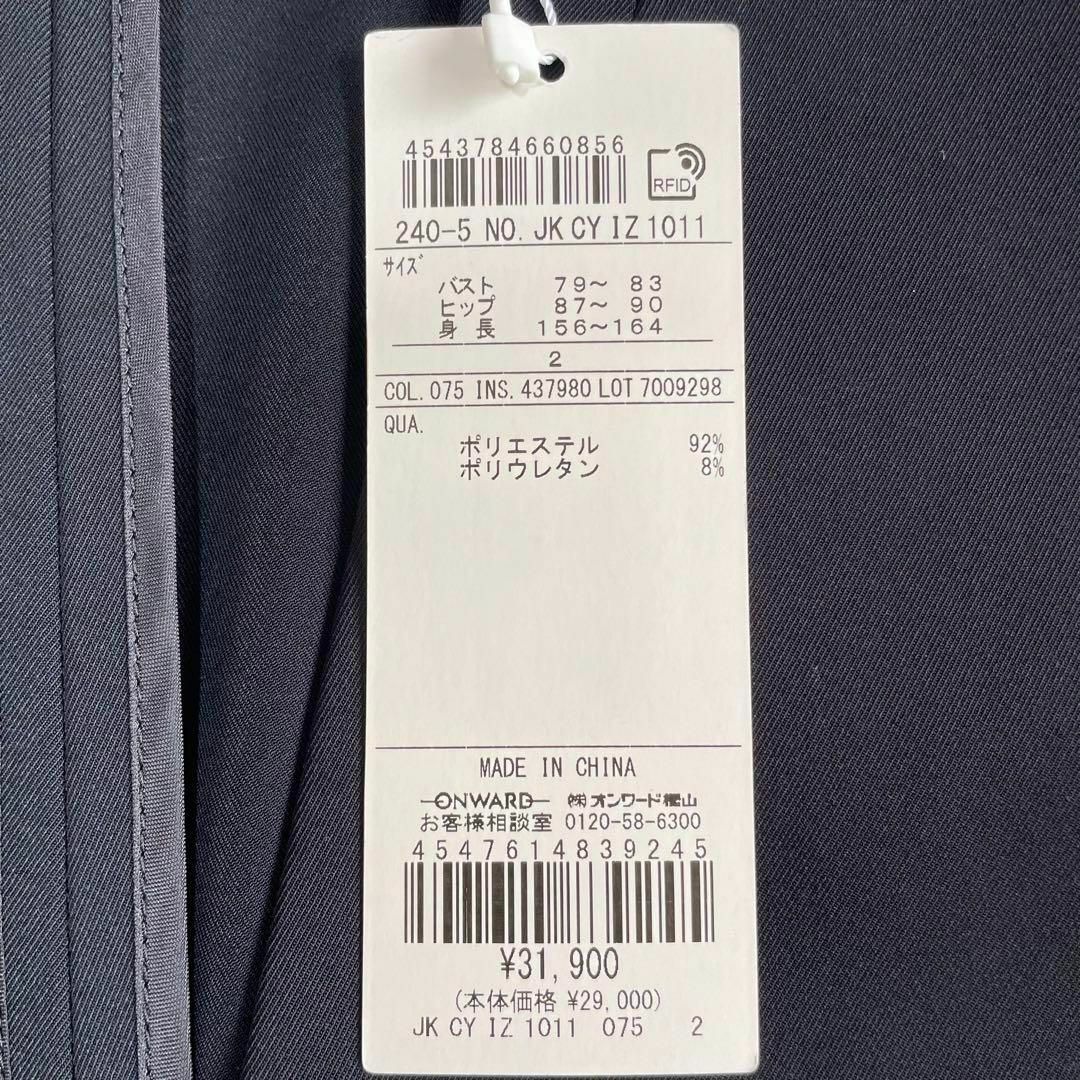 4543784660856
RFID
240-5 NO. JK CY IZ 1011
サイズ
バスト 79～ 83
ヒップ 87～ 90
身 長 156～164
2
COL. 075 INS. 437980 LOT 7009298
QUA.
ポリエステル 92%
ポリウレタン 8%
MADE IN CHINA
ONWARD ㈱オンワード樫山
お客様相談室 0120-58-6300
4547614839245
¥31,900
(本体価格 ¥29,000)
JK CY IZ 1011 075 2